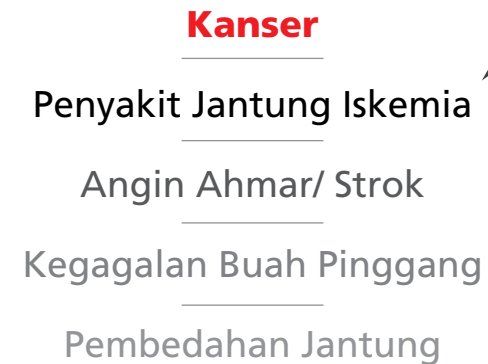 Kanser
Penyakit Jantung Iskemia
Angin Ahmar/ Strok
Kegagalan Buah Pinggang
Pembedahan Jantung